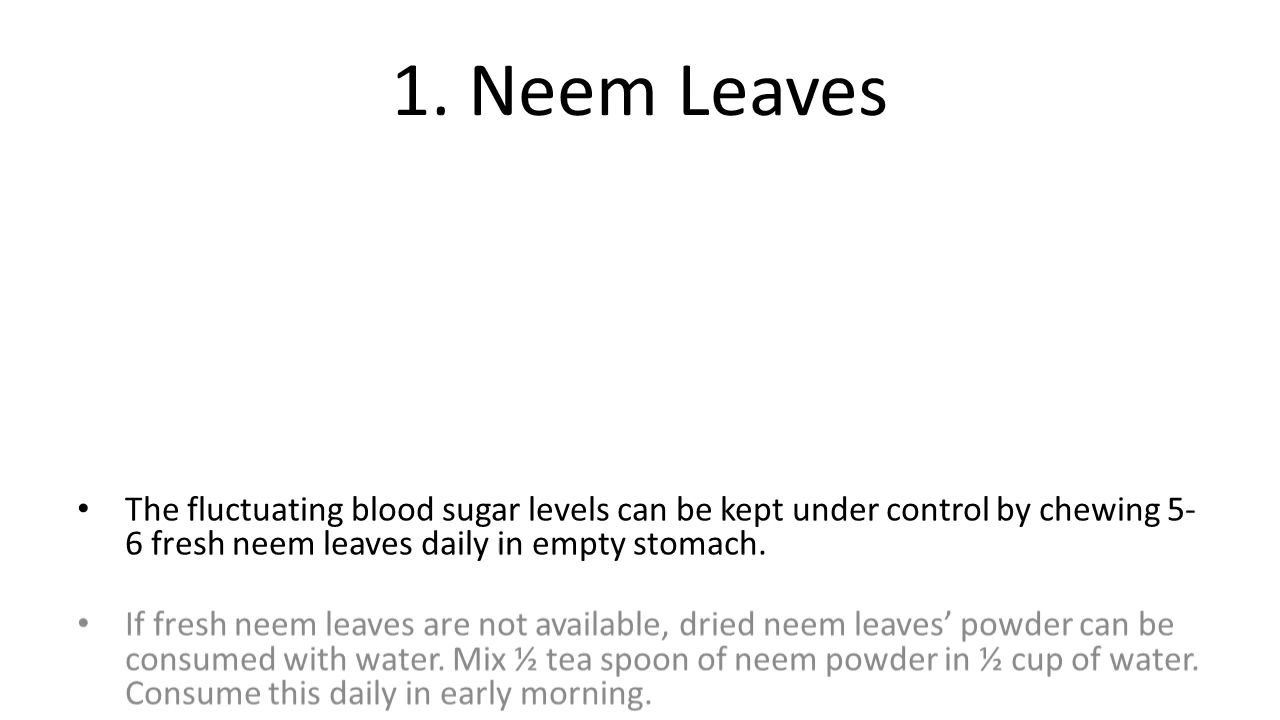 1. Neem Leaves
• The fluctuating blood sugar levels can be kept under control by chewing 5-
6 fresh neem leaves daily in empty stomach.
• If fresh neem leaves are not available, dried neem leaves’ powder can be
consumed with water. Mix ½ tea spoon of neem powder in ½ cup of water.
Consume this daily in early morning.